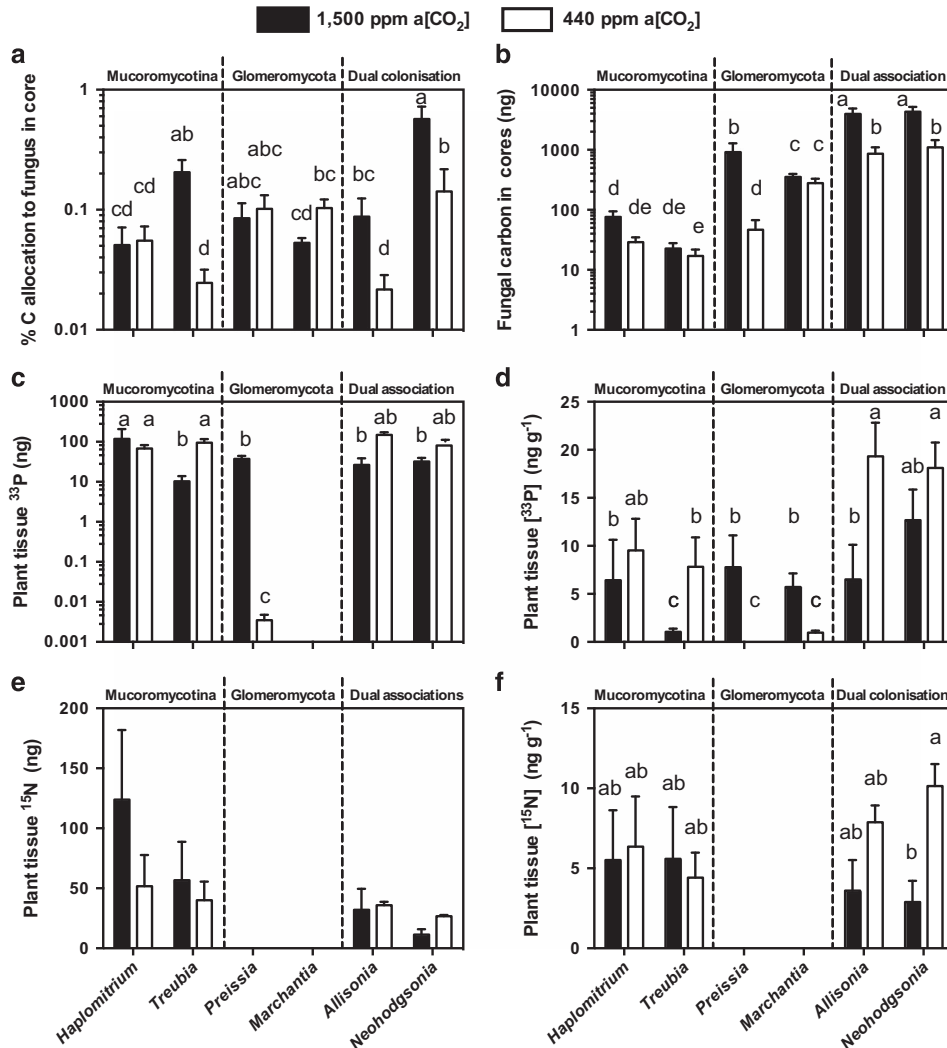 1,500 ppm a[CO2] 440 ppm a[CO2]
a
Mucoromycotina Glomeromycota Dual colonisation
% C allocation to fungus in core
1
0.1
0.01
cd cd ab d abc abc cd bc bc d a b
b
Mucoromycotina Glomeromycota Dual association
Fungal carbon in cores (ng)
10000
1000
100
10
1
d de de e b d c c a b a b
c
Mucoromycotina Glomeromycota Dual association
Plant tissue 33P (ng)
1000
100
10
1
0.1
0.01
0.001
a a b a b c b ab b ab
d
Mucoromycotina Glomeromycota Dual association
Plant tissue [33P] (ng g-1)
25
20
15
10
5
0
b ab c b b c b c b a ab a
e
Mucoromycotina Glomeromycota Dual associations
Plant tissue 15N (ng)
200
150
100
50
0
Haplomitrium Treubia Preissia Marchantia Allisonia Neohodgsonia
f
Mucoromycotina Glomeromycota Dual colonisation
Plant tissue [15N] (ng g-1)
15
10
5
0
ab ab ab ab ab ab b a
Haplomitrium Treubia Preissia Marchantia Allisonia Neohodgsonia